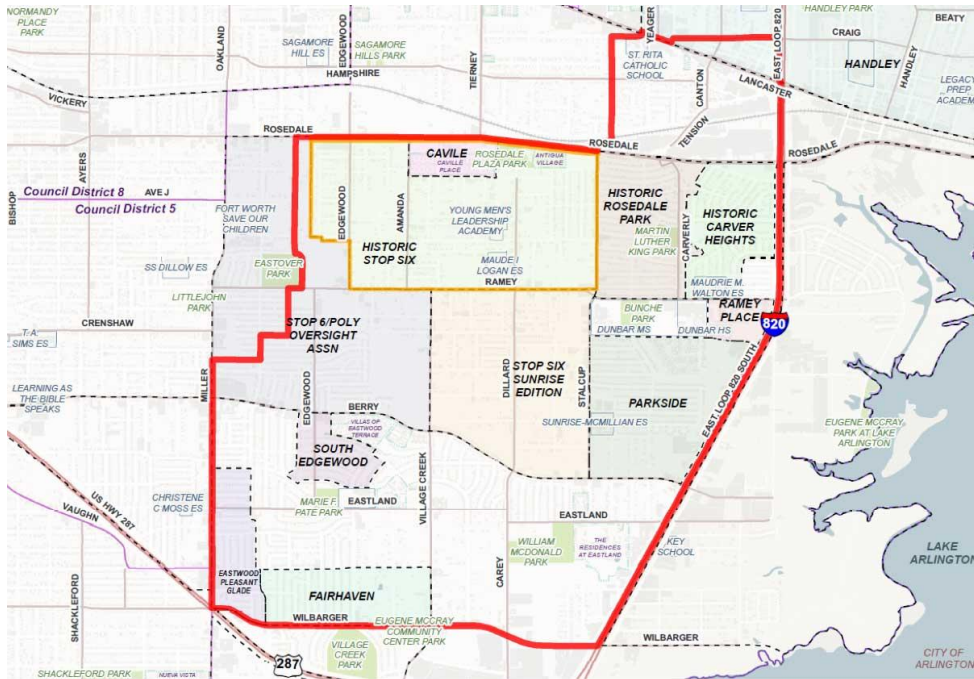 NORMANDY
PLACE
PARK
OAKLAND
SAGAMORE
HILL ES
EDGEWOOD
SAGAMORE
HILLS PARK
HAMPSHIRE
TIERNEY
YEAGER
ST. RITA
CATHOLIC
SCHOOL
CANTON
EAST LOOP 820
HANDLEY PARK
CRAIG
BEATY
HANDLEY
HANDLEY
LEGACY
PREP
ACADEMY
LANCASTER
VICKERY
ROSEDALE
ROSEDALE
TENSION
ROSEDALE
AYERS
BISHOP
Council District 8
AVE J
Council District 5
CAVILE
CAVILLE
PLACE
ROSEDALE
PLAZA PARK
ANTIGUA
VILLAGE
EDGEWOOD
AMANDA
YOUNG MEN'S
LEADERSHIP
ACADEMY
HISTORIC
ROSEDALE
PARK
MARTIN
LUTHER
KING PARK
CARVERLY
HISTORIC
CARVER
HEIGHTS
FORT WORTH
SAVE OUR
CHILDREN
HISTORIC
STOP SIX
MAUDE I
LOGAN ES
RAMEY
SS DILLOW ES
EASTOVER
PARK
MAUDRIE M.
WALTON ES
LITTLEJOHN
PARK
CRENSHAW
STOP 6/POLY
OVERSIGHT
ASSN
BUNCHE
PARK
DUNBAR MS
DUNBAR HS
RAMEY
PLACE
820
T. A.
SIMS ES
MILLER
EDGEWOOD
DILLARD
STOP SIX
SUNRISE
EDITION
STALCUP
EAST LOOP 820 SOUTH
LEARNING AS
THE BIBLE
SPEAKS
BERRY
PARKSIDE
VILLAS OF
EASTWOOD
TERRACE
SUNRISE-MCMILLIAN ES
EUGENE MCCRAY
PARK AT LAKE
ARLINGTON
SOUTH
EDGEWOOD
VILLAGE CREEK
US HWY 287
VAUGHN
CHRISTENE
C MOSS ES
MARIE F.
PATE PARK
EASTLAND
EASTLAND
WILLIAM
MCDONALD
PARK
THE
RESIDENCES
AT EASTLAND
KEY
SCHOOL
LAKE
ARLINGTON
CAREY
SHACKLEFORD
EASTWOOD
PLEASANT
GLADE
FAIRHAVEN
WILBARGER
EUGENE MCCRAY
COMMUNITY
CENTER PARK
WILBARGER
287
VILLAGE
CREEK
PARK
CITY OF
ARLINGTON
SHACKLEFORD PARK
NUEVA VISTA